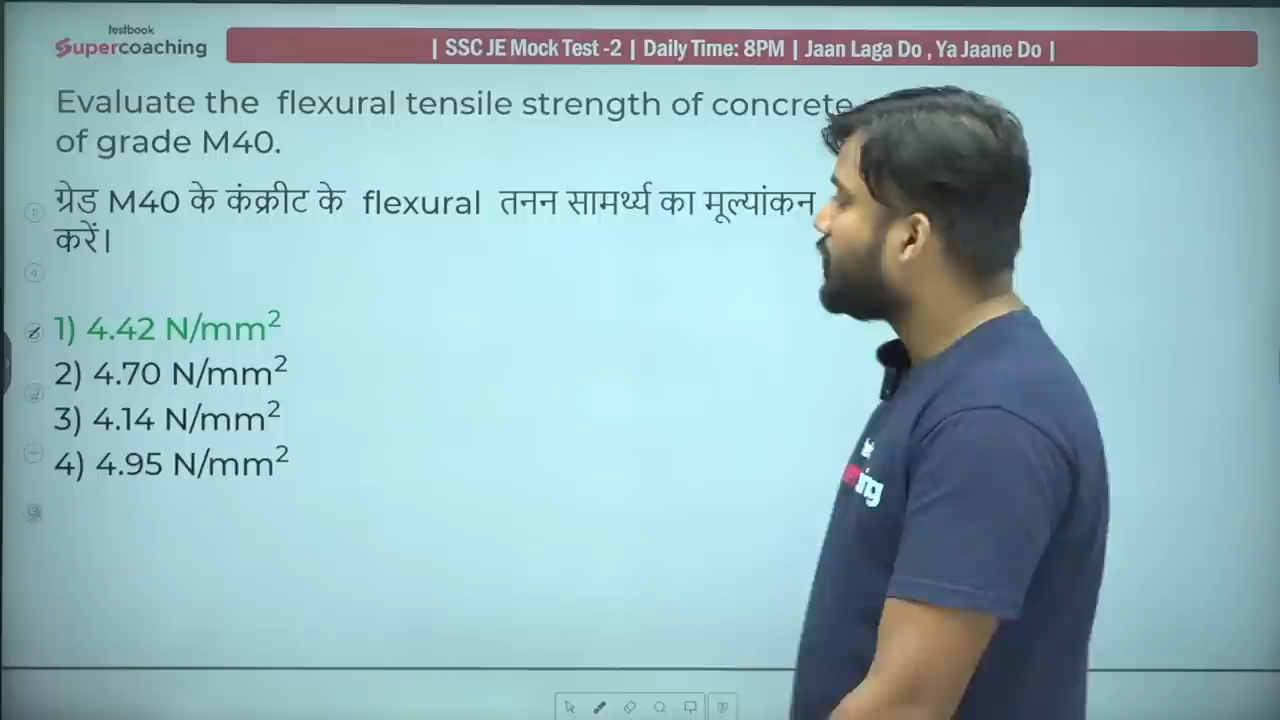 testbook
Supercoaching
| SSC JE Mock Test -2 | Daily Time: 8PM | Jaan Laga Do , Ya Jaane Do |
Evaluate the flexural tensile strength of concrete
of grade M40.
ग्रेड M40 के कंक्रीट के flexural तनन सामर्थ्य का मूल्यांकन
करें।
1) 4.42 N/mm²
2) 4.70 N/mm²
3) 4.14 N/mm²
4) 4.95 N/mm²